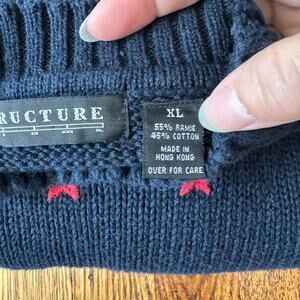 RUCTURE
XL
55% RAMIE
45% COTTON
MADE IN
HONG KONG
OVER FOR CARE